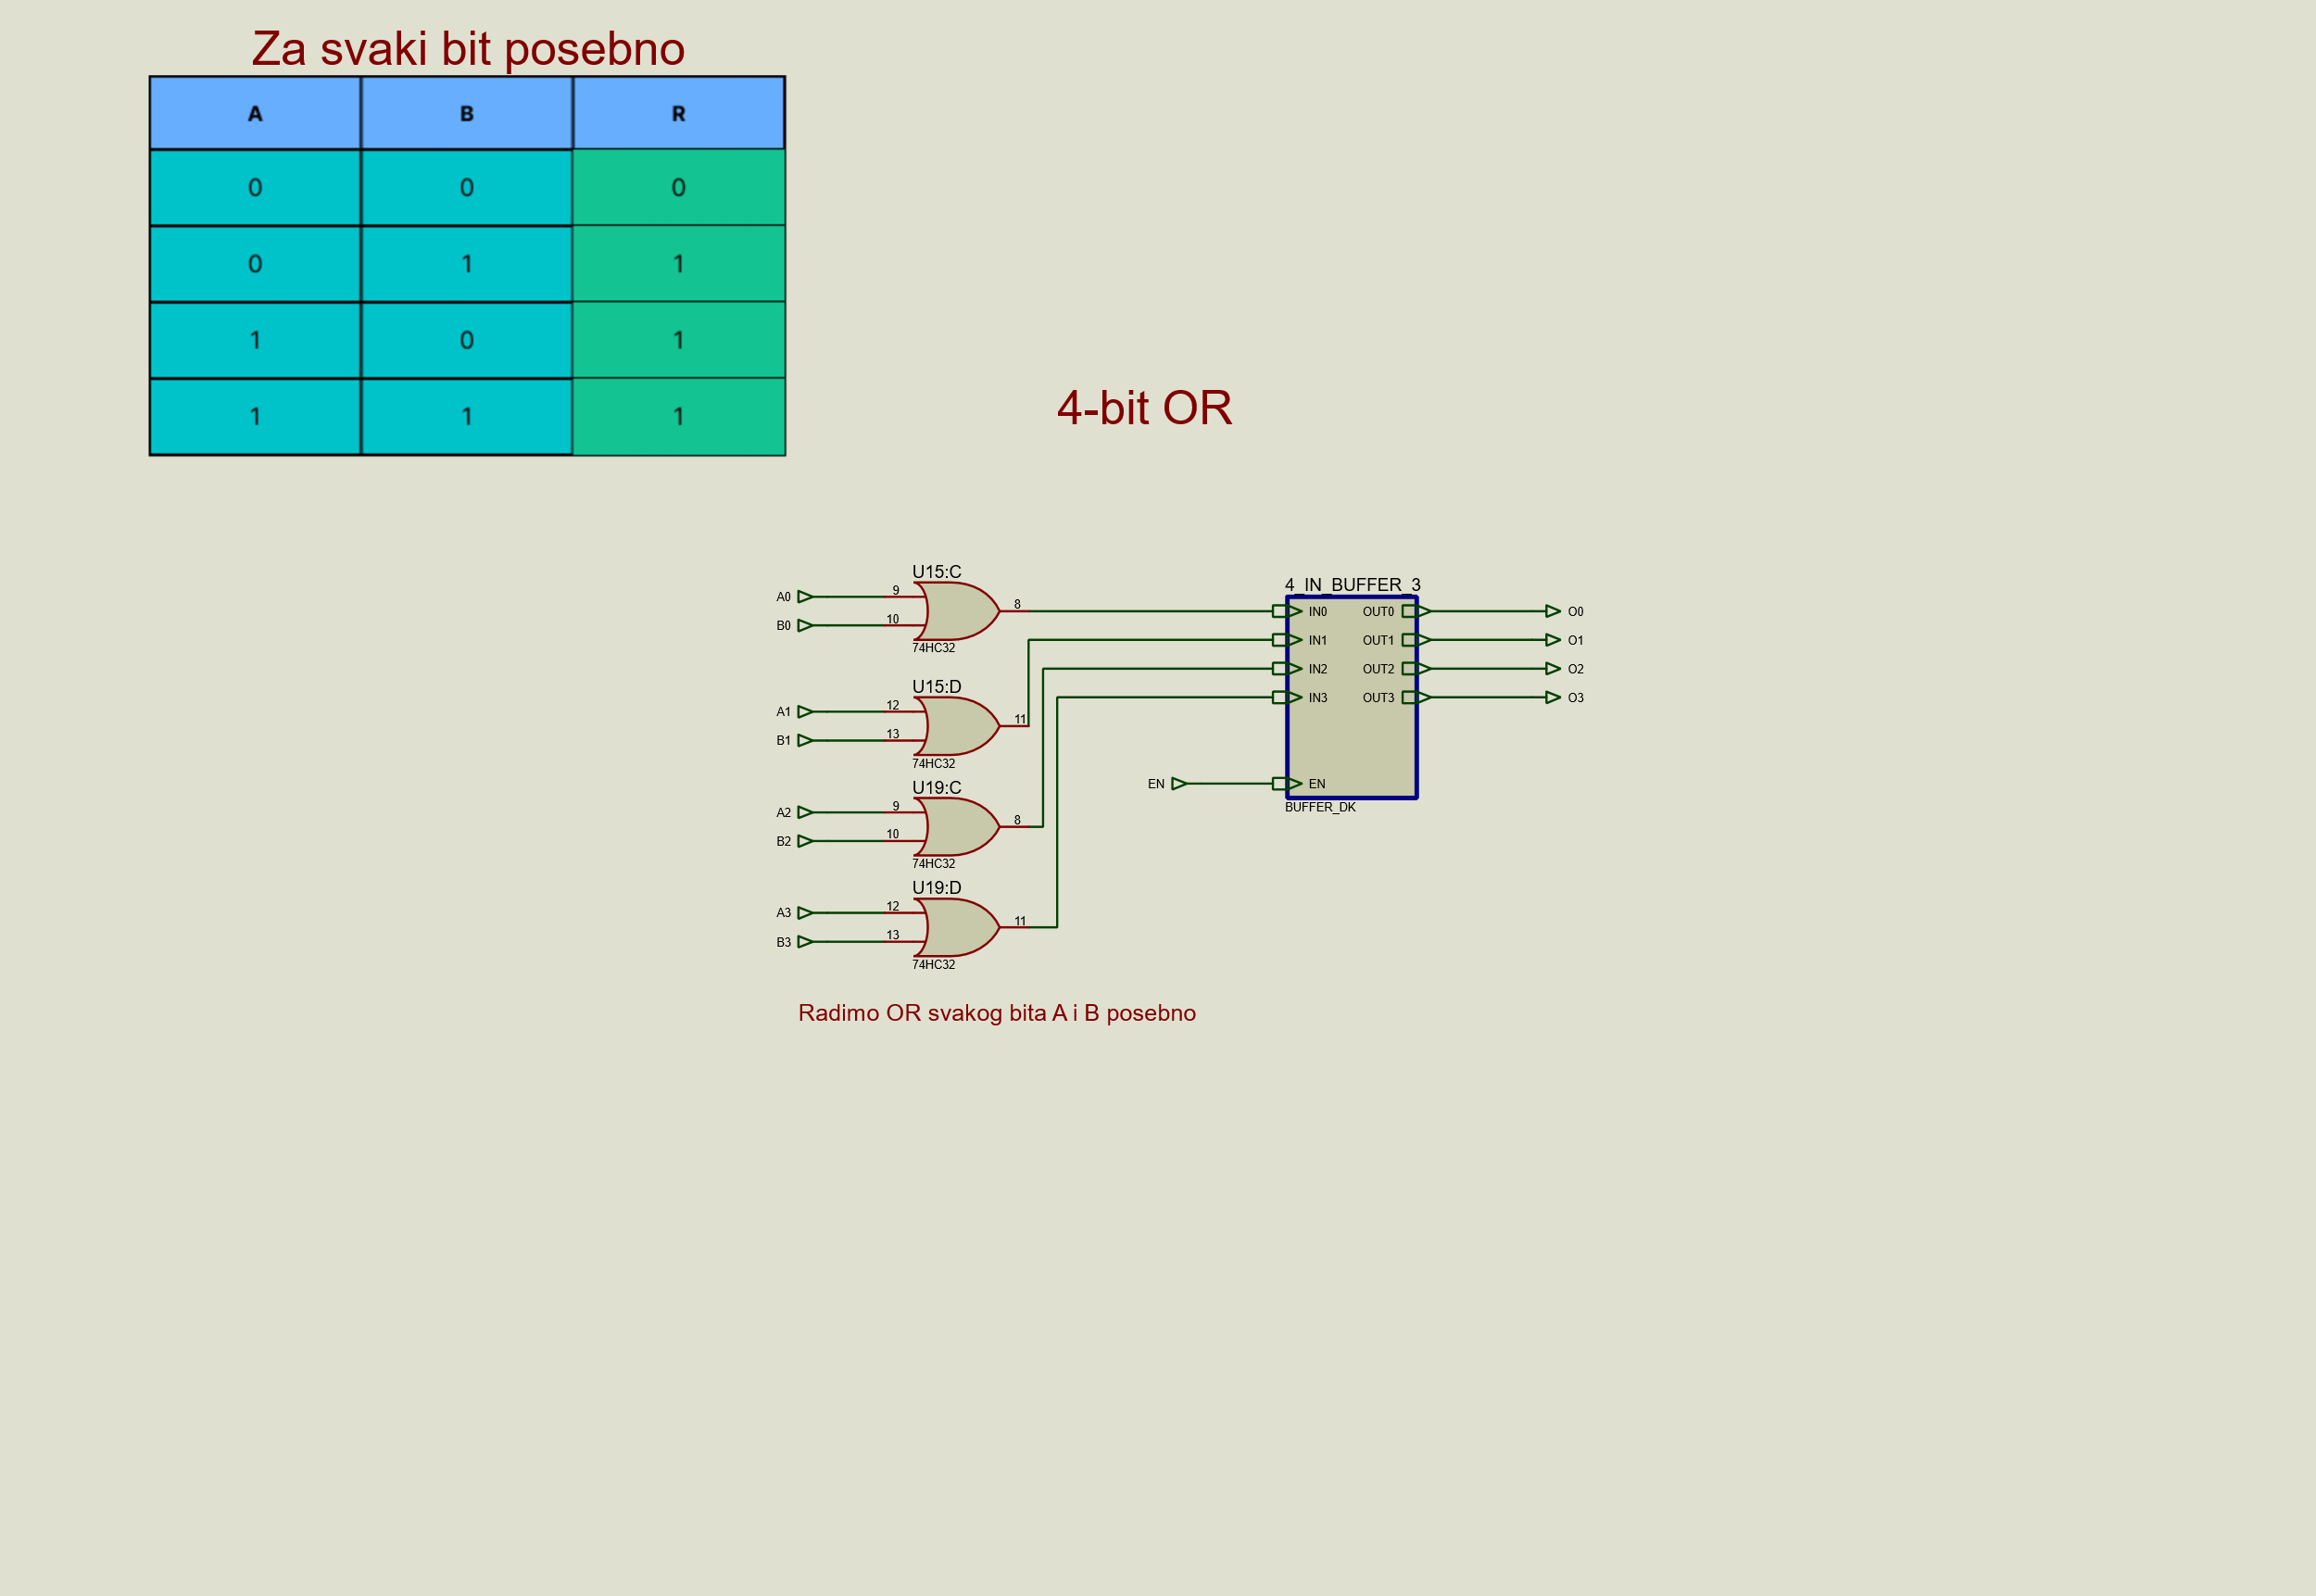 Za svaki bit posebno
A B R
0 0 0
0 1 1
1 0 1
1 1 1
4-bit OR
U15:C
A0 9
B0 10
8
74HC32
U15:D
A1 12
B1 13
11
74HC32
U19:C
A2 9
B2 10
8
74HC32
U19:D
A3 12
B3 13
11
74HC32
4_IN_BUFFER_3
IN0 OUT0 O0
IN1 OUT1 O1
IN2 OUT2 O2
IN3 OUT3 O3
EN EN
BUFFER_DK
Radimo OR svakog bita A i B posebno